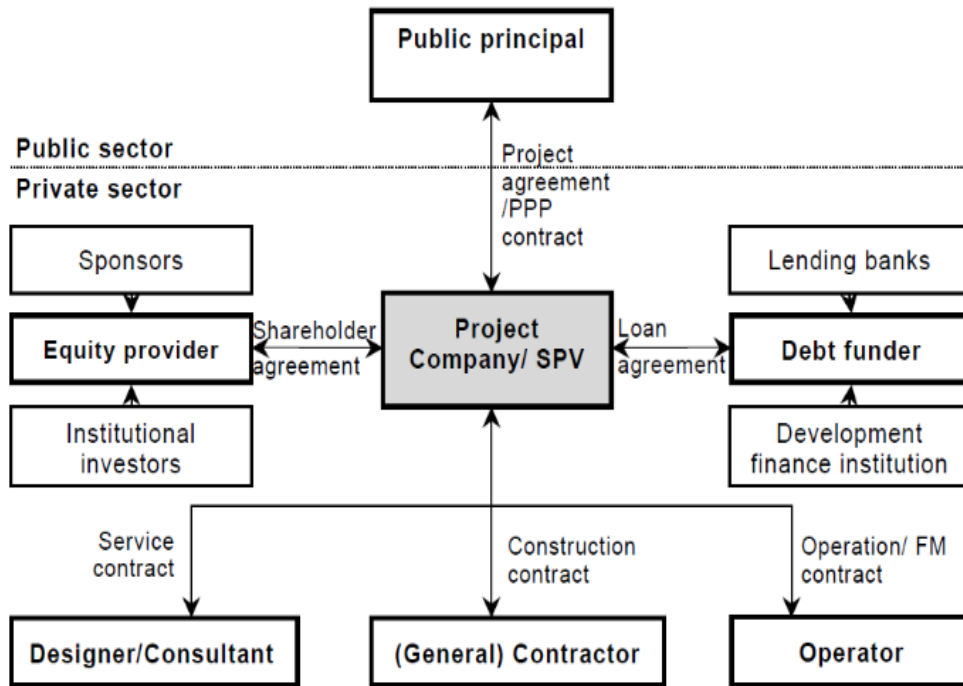 Public principal
Public sector
Private sector
Project
agreement
/PPP
contract
Sponsors
Lending banks
Equity provider
Shareholder
agreement
Project
Company/ SPV
Loan
agreement
Debt funder
Institutional
investors
Development
finance institution
Service
contract
Construction
contract
Operation/ FM
contract
Designer/Consultant
(General) Contractor
Operator